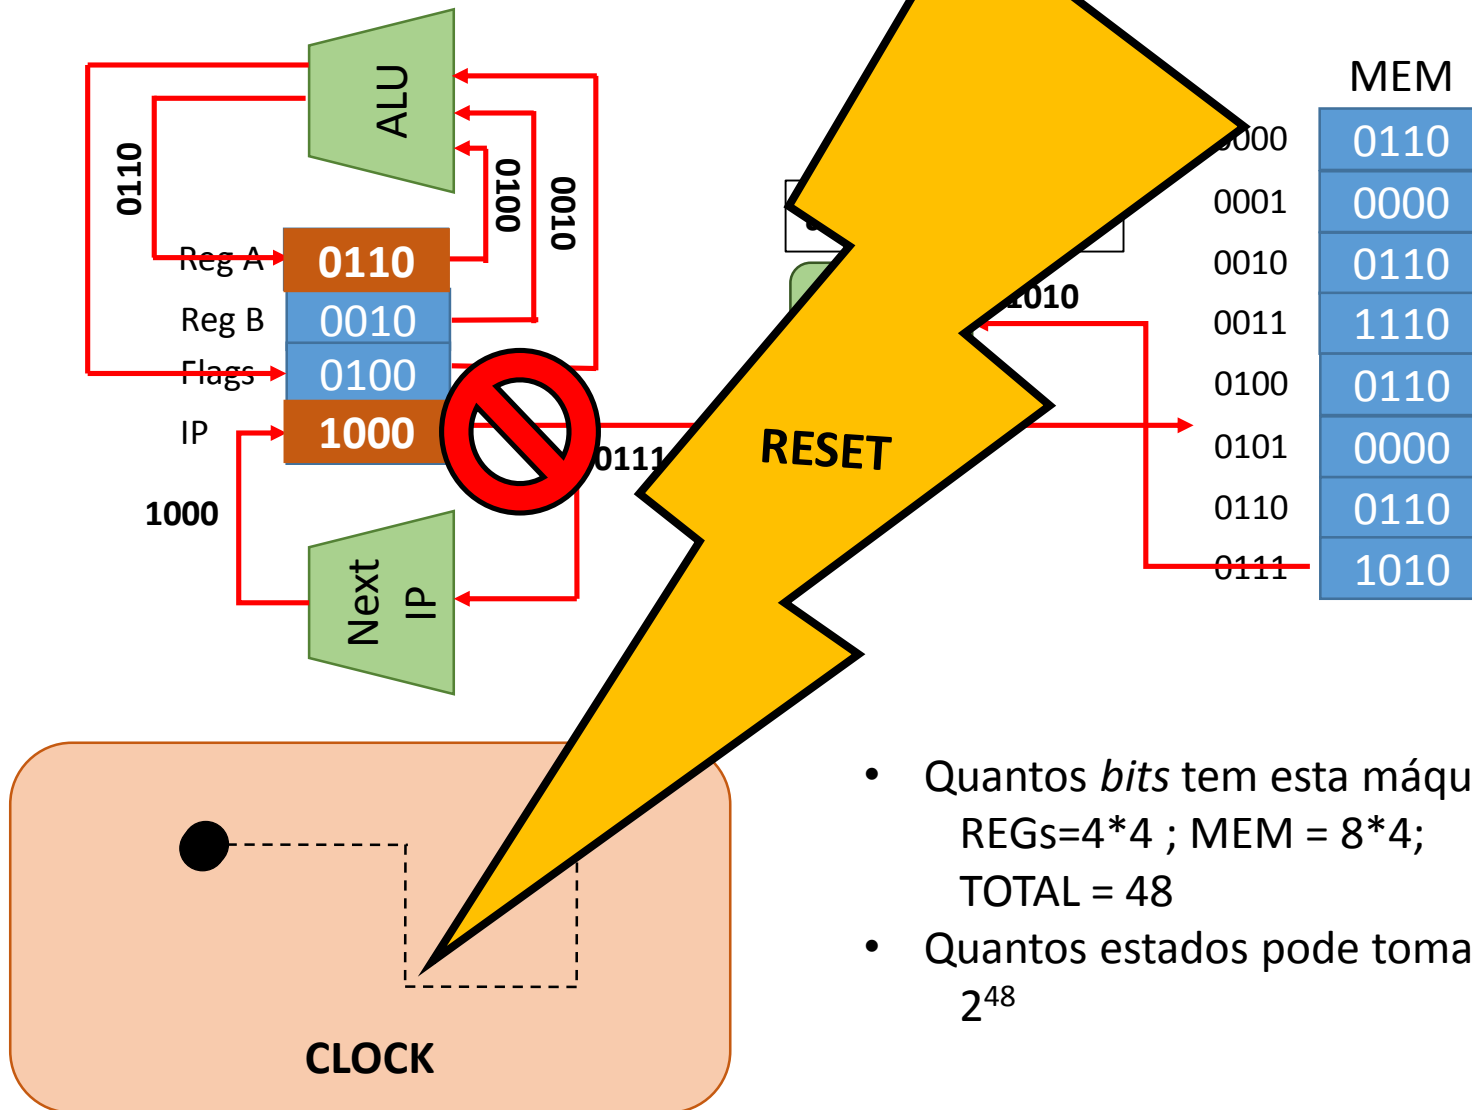 ALU
MEM
0110
0100
0010
Reg A
0110
Reg B
0010
Flags
0100
IP
1000
0111
1000
Next
IP
RESET
1010
0110
0001
0000
0010
0110
0011
1110
0100
0110
0101
0000
0110
0110
0111
1010
CLOCK
• Quantos bits tem esta
REGs=4*4 ; MEM = 8*4;
TOTAL = 48
• Quantos estados pode
2⁴⁸